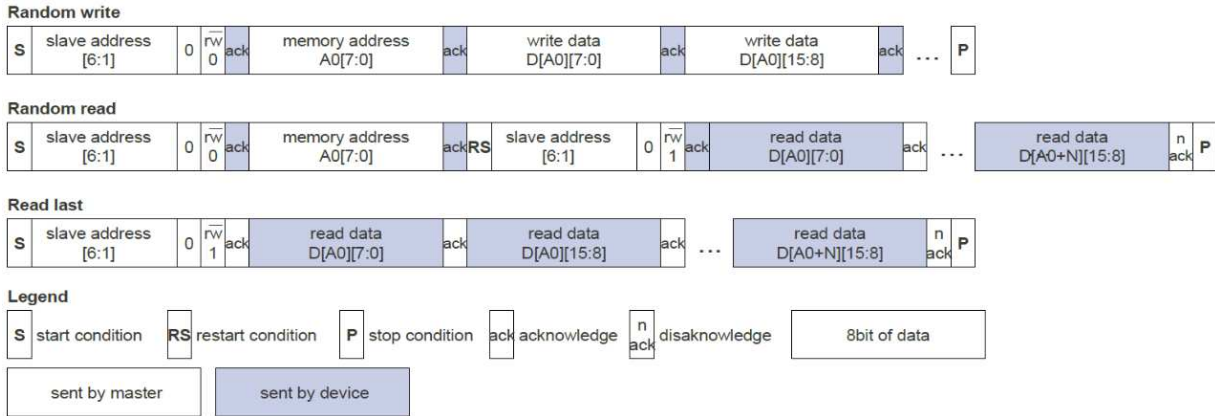 Random write
S slave address [6:1] 0 rw 0 ack memory address A0[7:0] ack write data D[A0][7:0] ack write data D[A0][15:8] ack ... P
Random read
S slave address [6:1] 0 rw 0 ack memory address A0[7:0] ack RS slave address [6:1] 0 rw 1 ack read data D[A0][7:0] ack ... read data D[A0+N][15:8] n ack P
Read last
S slave address [6:1] 0 rw 1 ack read data D[A0][7:0] ack read data D[A0][15:8] ack ... read data D[A0+N][15:8] n ack P
Legend
S start condition RS restart condition P stop condition ack acknowledge n ack disaknowledge 8bit of data
sent by master sent by device